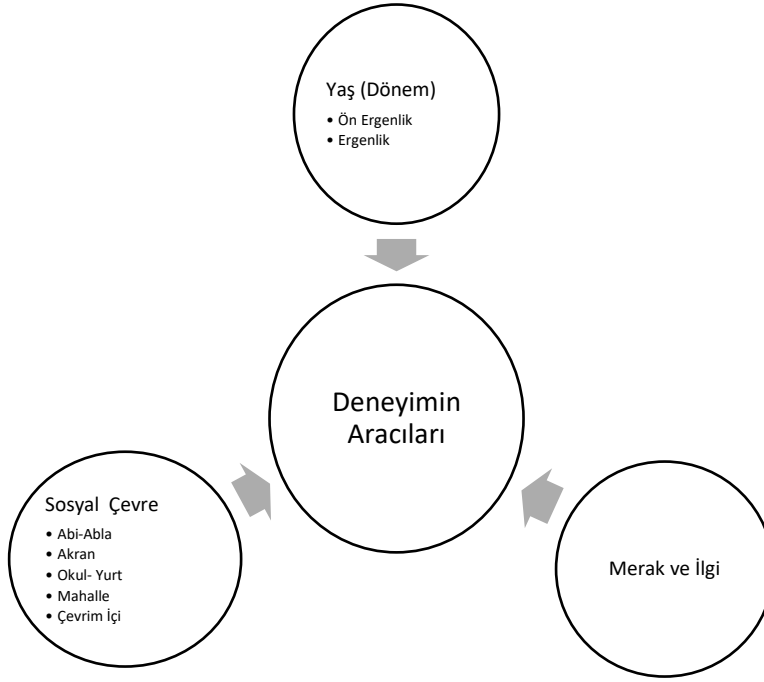 Yaş (Dönem)
• Ön Ergenlik
• Ergenlik
Deneyimin
Aracıları
Sosyal Çevre
• Abi-Abla
• Akran
• Okul- Yurt
• Mahalle
• Çevrim İçi
Merak ve İlgi